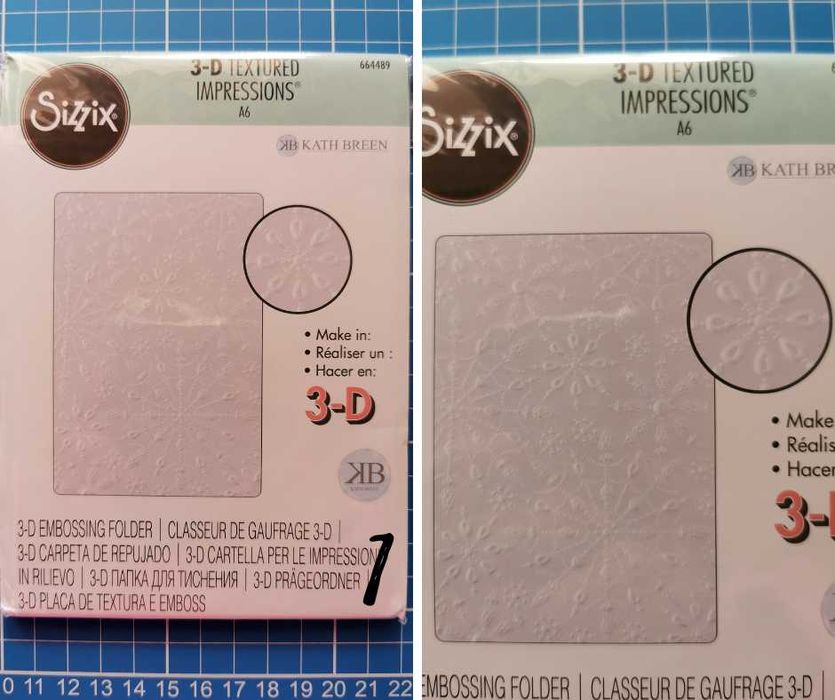 3-D TEXTURED
IMPRESSIONS®
A6
664489
Sizzix®
KB KATH BREEN
• Make in:
• Réaliser un :
• Hacer en:
3-D
KB
3-D EMBOSSING FOLDER | CLASSEUR DE GAUFRAGE 3-D |
3-D CARPETA DE REPUJADO | 3-D CARTELLA PER LE IMPRESSION
IN RILIEVO | 3-D ПАПКА ДЛЯ ТИСНЕНИЯ | 3-D PRÄGEORDNER |
3-D PLACA DE TEXTURA E EMBOSS
1
0 11 12 13 14 15 16 17 18 19 20 21 22
3-D TEXTURED
IMPRESSIONS®
A6
6
Sizzix®
KB KATH BR
• Make
• Réalis
• Hacer
3-
EMBOSSING FOLDER | CLASSEUR DE GAUFRAGE 3-D |